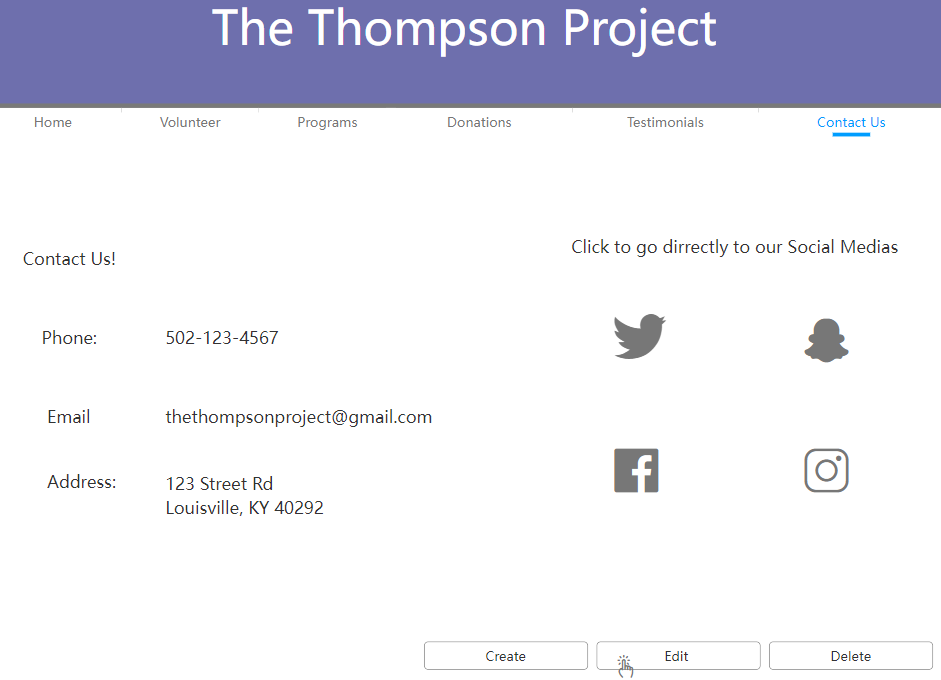 The Thompson Project
Home Volunteer Programs Donations Testimonials Contact Us
Contact Us!
Click to go dirrectly to our Social Medias
Phone: 502-123-4567
Email thethompsonproject@gmail.com
Address: 123 Street Rd
Louisville, KY 40292
Create Edit Delete